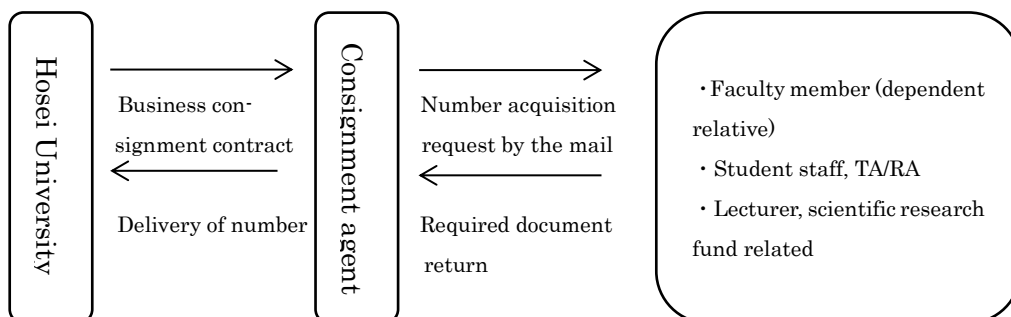 Hosei University
Business con-
signment contract
Delivery of number
Consignment agent
Number acquisition
request by the mail
Required document
return
・Faculty member (dependent
relative)
・Student staff, TA/RA
・Lecturer, scientific research
fund related